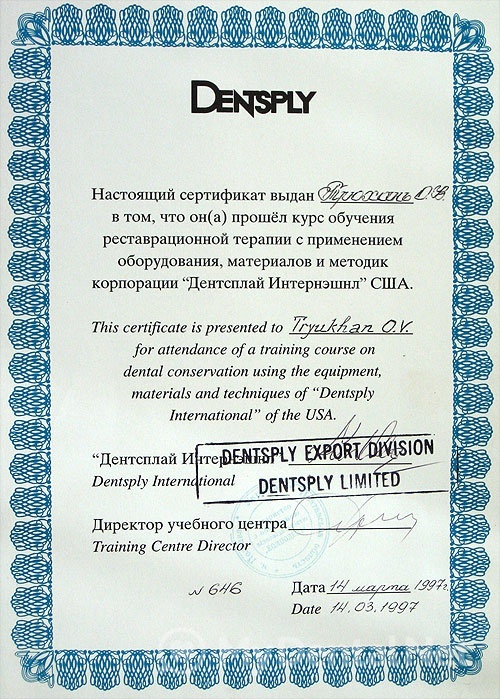 DENTSPLY
Настоящий сертификат выдан Трюхань О.В.
в том, что он(а) прошёл курс обучения
реставрационной терапии с применением
оборудования, материалов и методик
корпорации “Дентсплай Интернэшнл” США.
This certificate is presented to Tryukhan O.V.
for attendance of a training course on
dental conservation using the equipment,
materials and techniques of “Dentsply
International” of the USA.
DENTSPLY EXPORT DIVISION
“Дентсплай Интернэшнл”
DENTSPLY LIMITED
Dentsply International
Директор учебного центра
Training Centre Director
N 646
Дата 14 марта 1997г.
Date 14.03.1997